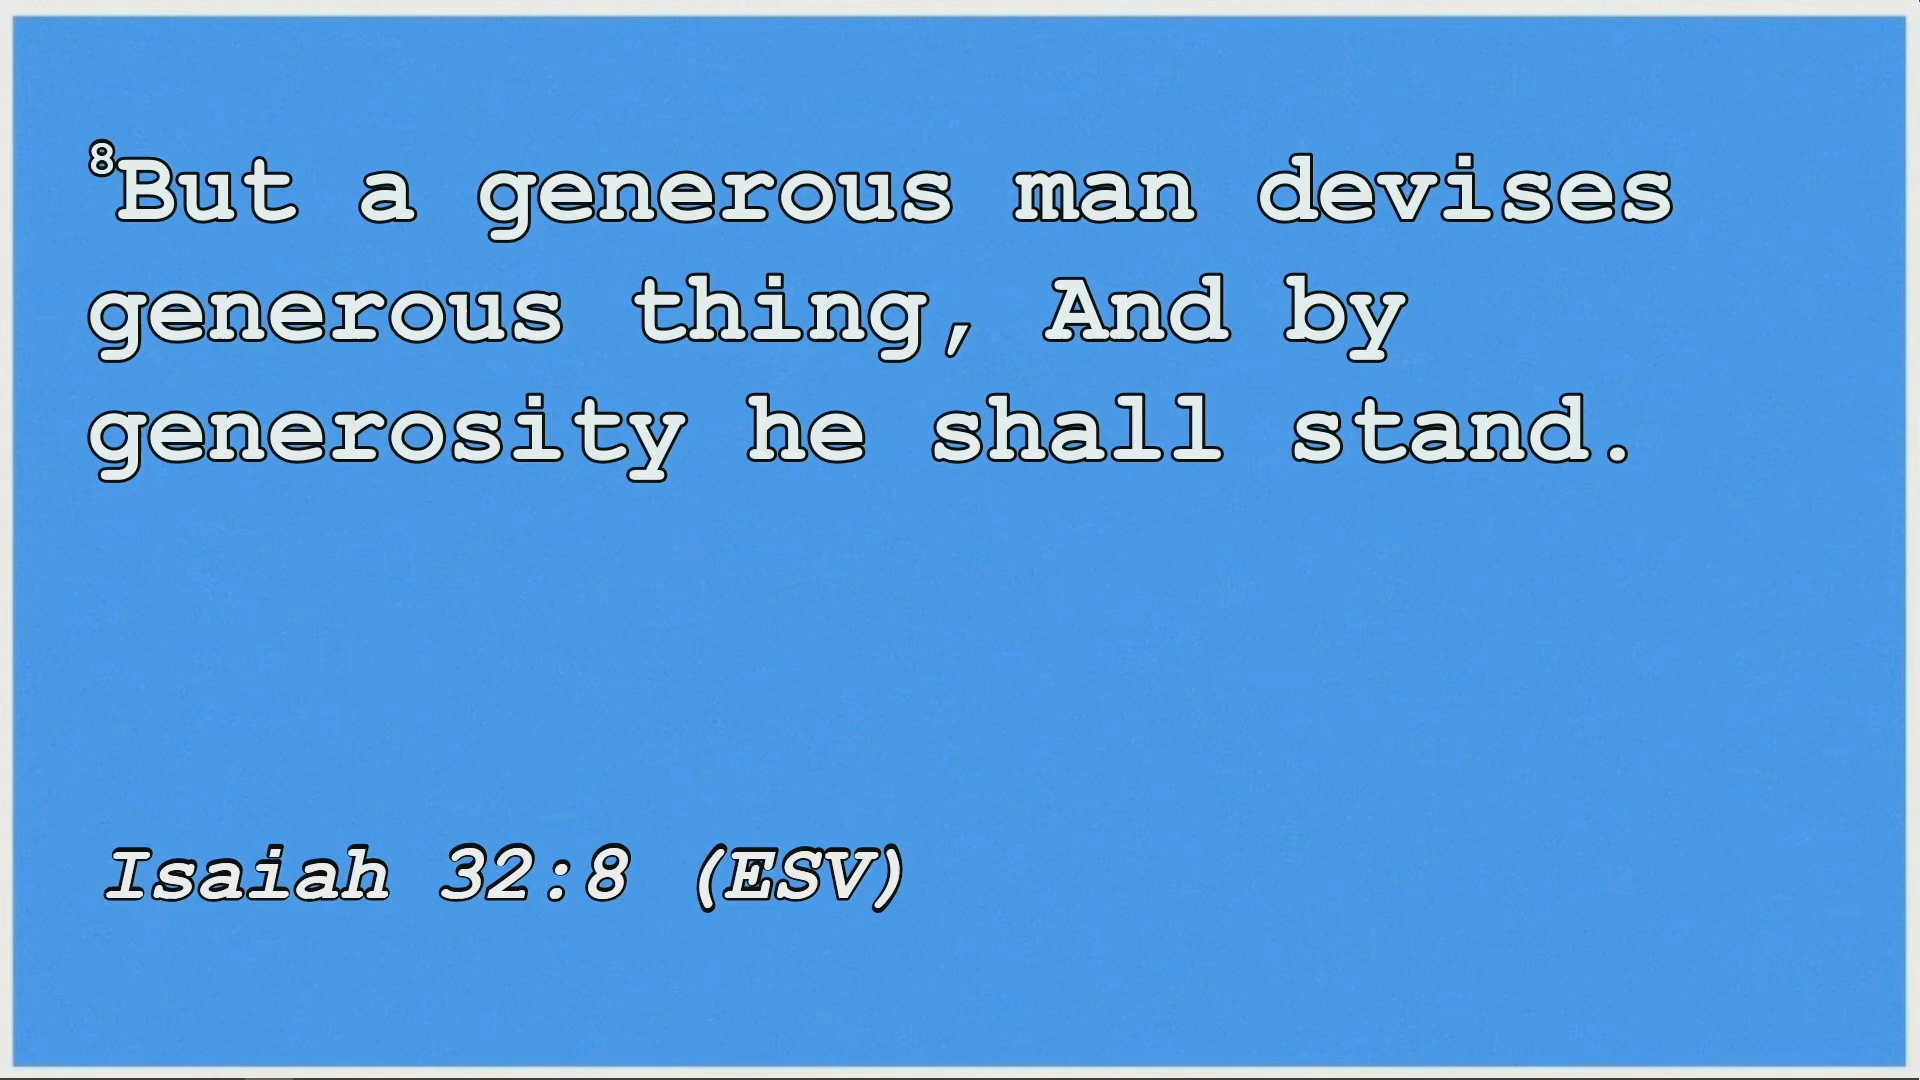 8But a generous man devises
generous thing, And by
generosity he shall stand.
Isaiah 32:8 (ESV)